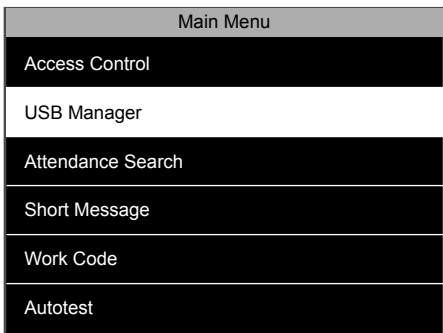 Main Menu
Access Control
USB Manager
Attendance Search
Short Message
Work Code
Autotest